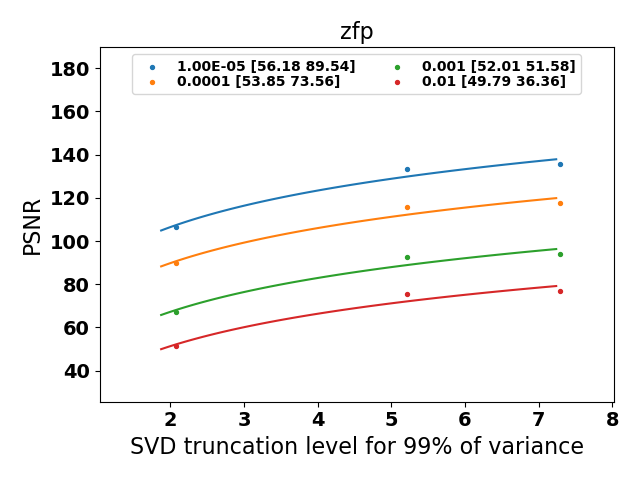 zfp
1.00E-05 [56.18 89.54]
0.0001 [53.85 73.56]
0.001 [52.01 51.58]
0.01 [49.79 36.36]
PSNR
180
160
140
120
100
80
60
40
2 3 4 5 6 7 8
SVD truncation level for 99% of variance